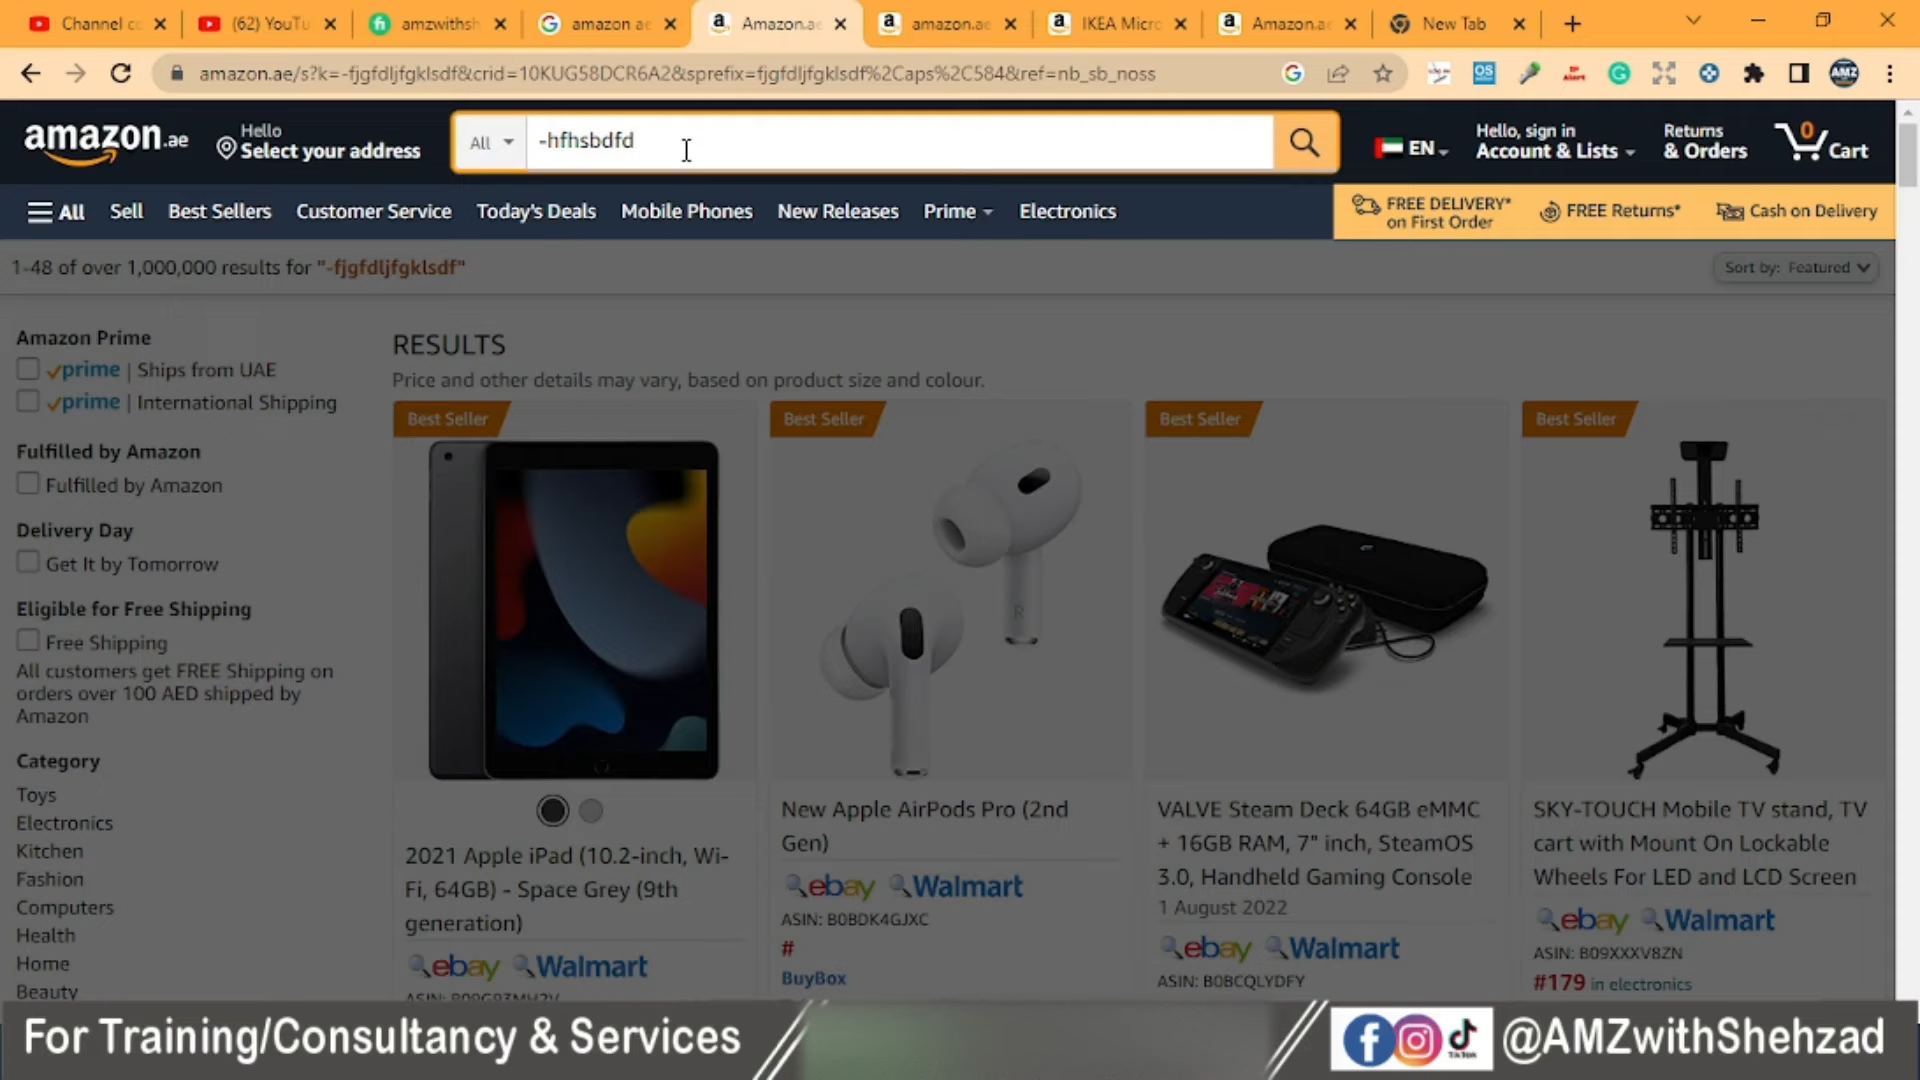 Channel co
(62) YouTu
amzwithsh
amazon ae
Amazon.ae
amazon.ae
IKEA Micro
Amazon.ae
New Tab
amazon.ae/s?k=-fjgfdljfgklsdf&crid=10KUG58DCR6A2&sprefix=fjgfdljfgklsdf%2Caps%2C584&ref=nb_sb_noss
amazon.ae
Hello
Select your address
All
-hfhsbdfd
EN
Hello, sign in
Account & Lists
Returns
& Orders
0
Cart
All
Sell
Best Sellers
Customer Service
Today's Deals
Mobile Phones
New Releases
Prime
Electronics
FREE DELIVERY*
on First Order
FREE Returns*
Cash on Delivery
1-48 of over 1,000,000 results for "-fjgfdljfgklsdf"
Sort by: Featured
Amazon Prime
prime | Ships from UAE
prime | International Shipping
Fulfilled by Amazon
Fulfilled by Amazon
Delivery Day
Get It by Tomorrow
Eligible for Free Shipping
Free Shipping
All customers get FREE Shipping on
orders over 100 AED shipped by
Amazon
Category
Toys
Electronics
Kitchen
Fashion
Computers
Health
Home
Beauty
RESULTS
Price and other details may vary, based on product size and colour.
Best Seller
2021 Apple iPad (10.2-inch, Wi-
Fi, 64GB) - Space Grey (9th
generation)
ebay Walmart
Best Seller
New Apple AirPods Pro (2nd
Gen)
ebay Walmart
ASIN: B0BDK4GJXC
#
BuyBox
Best Seller
VALVE Steam Deck 64GB eMMC
+ 16GB RAM, 7" inch, SteamOS
3.0, Handheld Gaming Console
1 August 2022
ebay Walmart
ASIN: B0BCQLYDFY
Best Seller
SKY-TOUCH Mobile TV stand, TV
cart with Mount On Lockable
Wheels For LED and LCD Screen
ebay Walmart
ASIN: B09XXXV8ZN
#179 in electronics
For Training/Consultancy & Services
@AMZwithShehzad